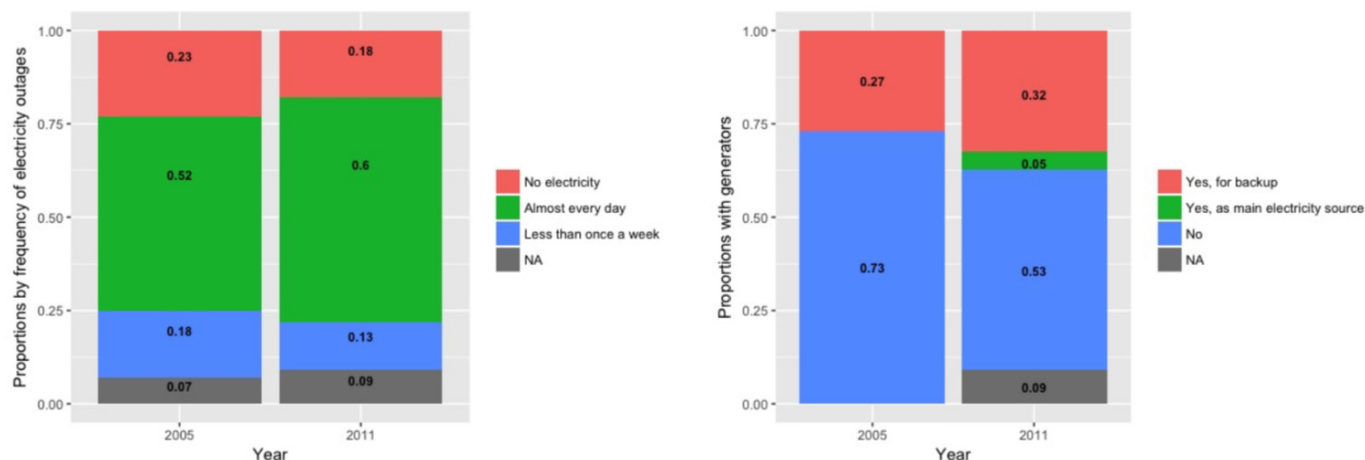 Proportions by frequency of electricity outages
1.00
0.75
0.50
0.25
0.00
0.23
0.52
0.18
0.07
0.18
0.6
0.13
0.09
2005
2011
Year
No electricity
Almost every day
Less than once a week
NA
Proportions with generators
1.00
0.75
0.50
0.25
0.00
0.27
0.73
0.32
0.05
0.53
0.09
2005
2011
Year
Yes, for backup
Yes, as main electricity source
No
NA